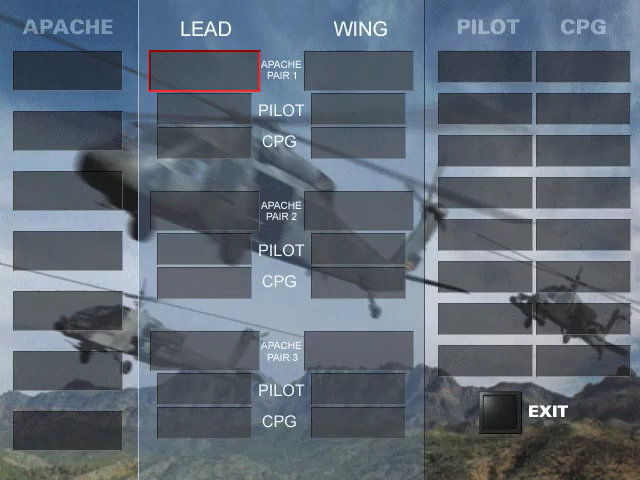 APACHE LEAD WING PILOT CPG
APACHE
PAIR 1
PILOT
CPG
APACHE
PAIR 2
PILOT
CPG
APACHE
PAIR 3
PILOT
CPG
EXIT